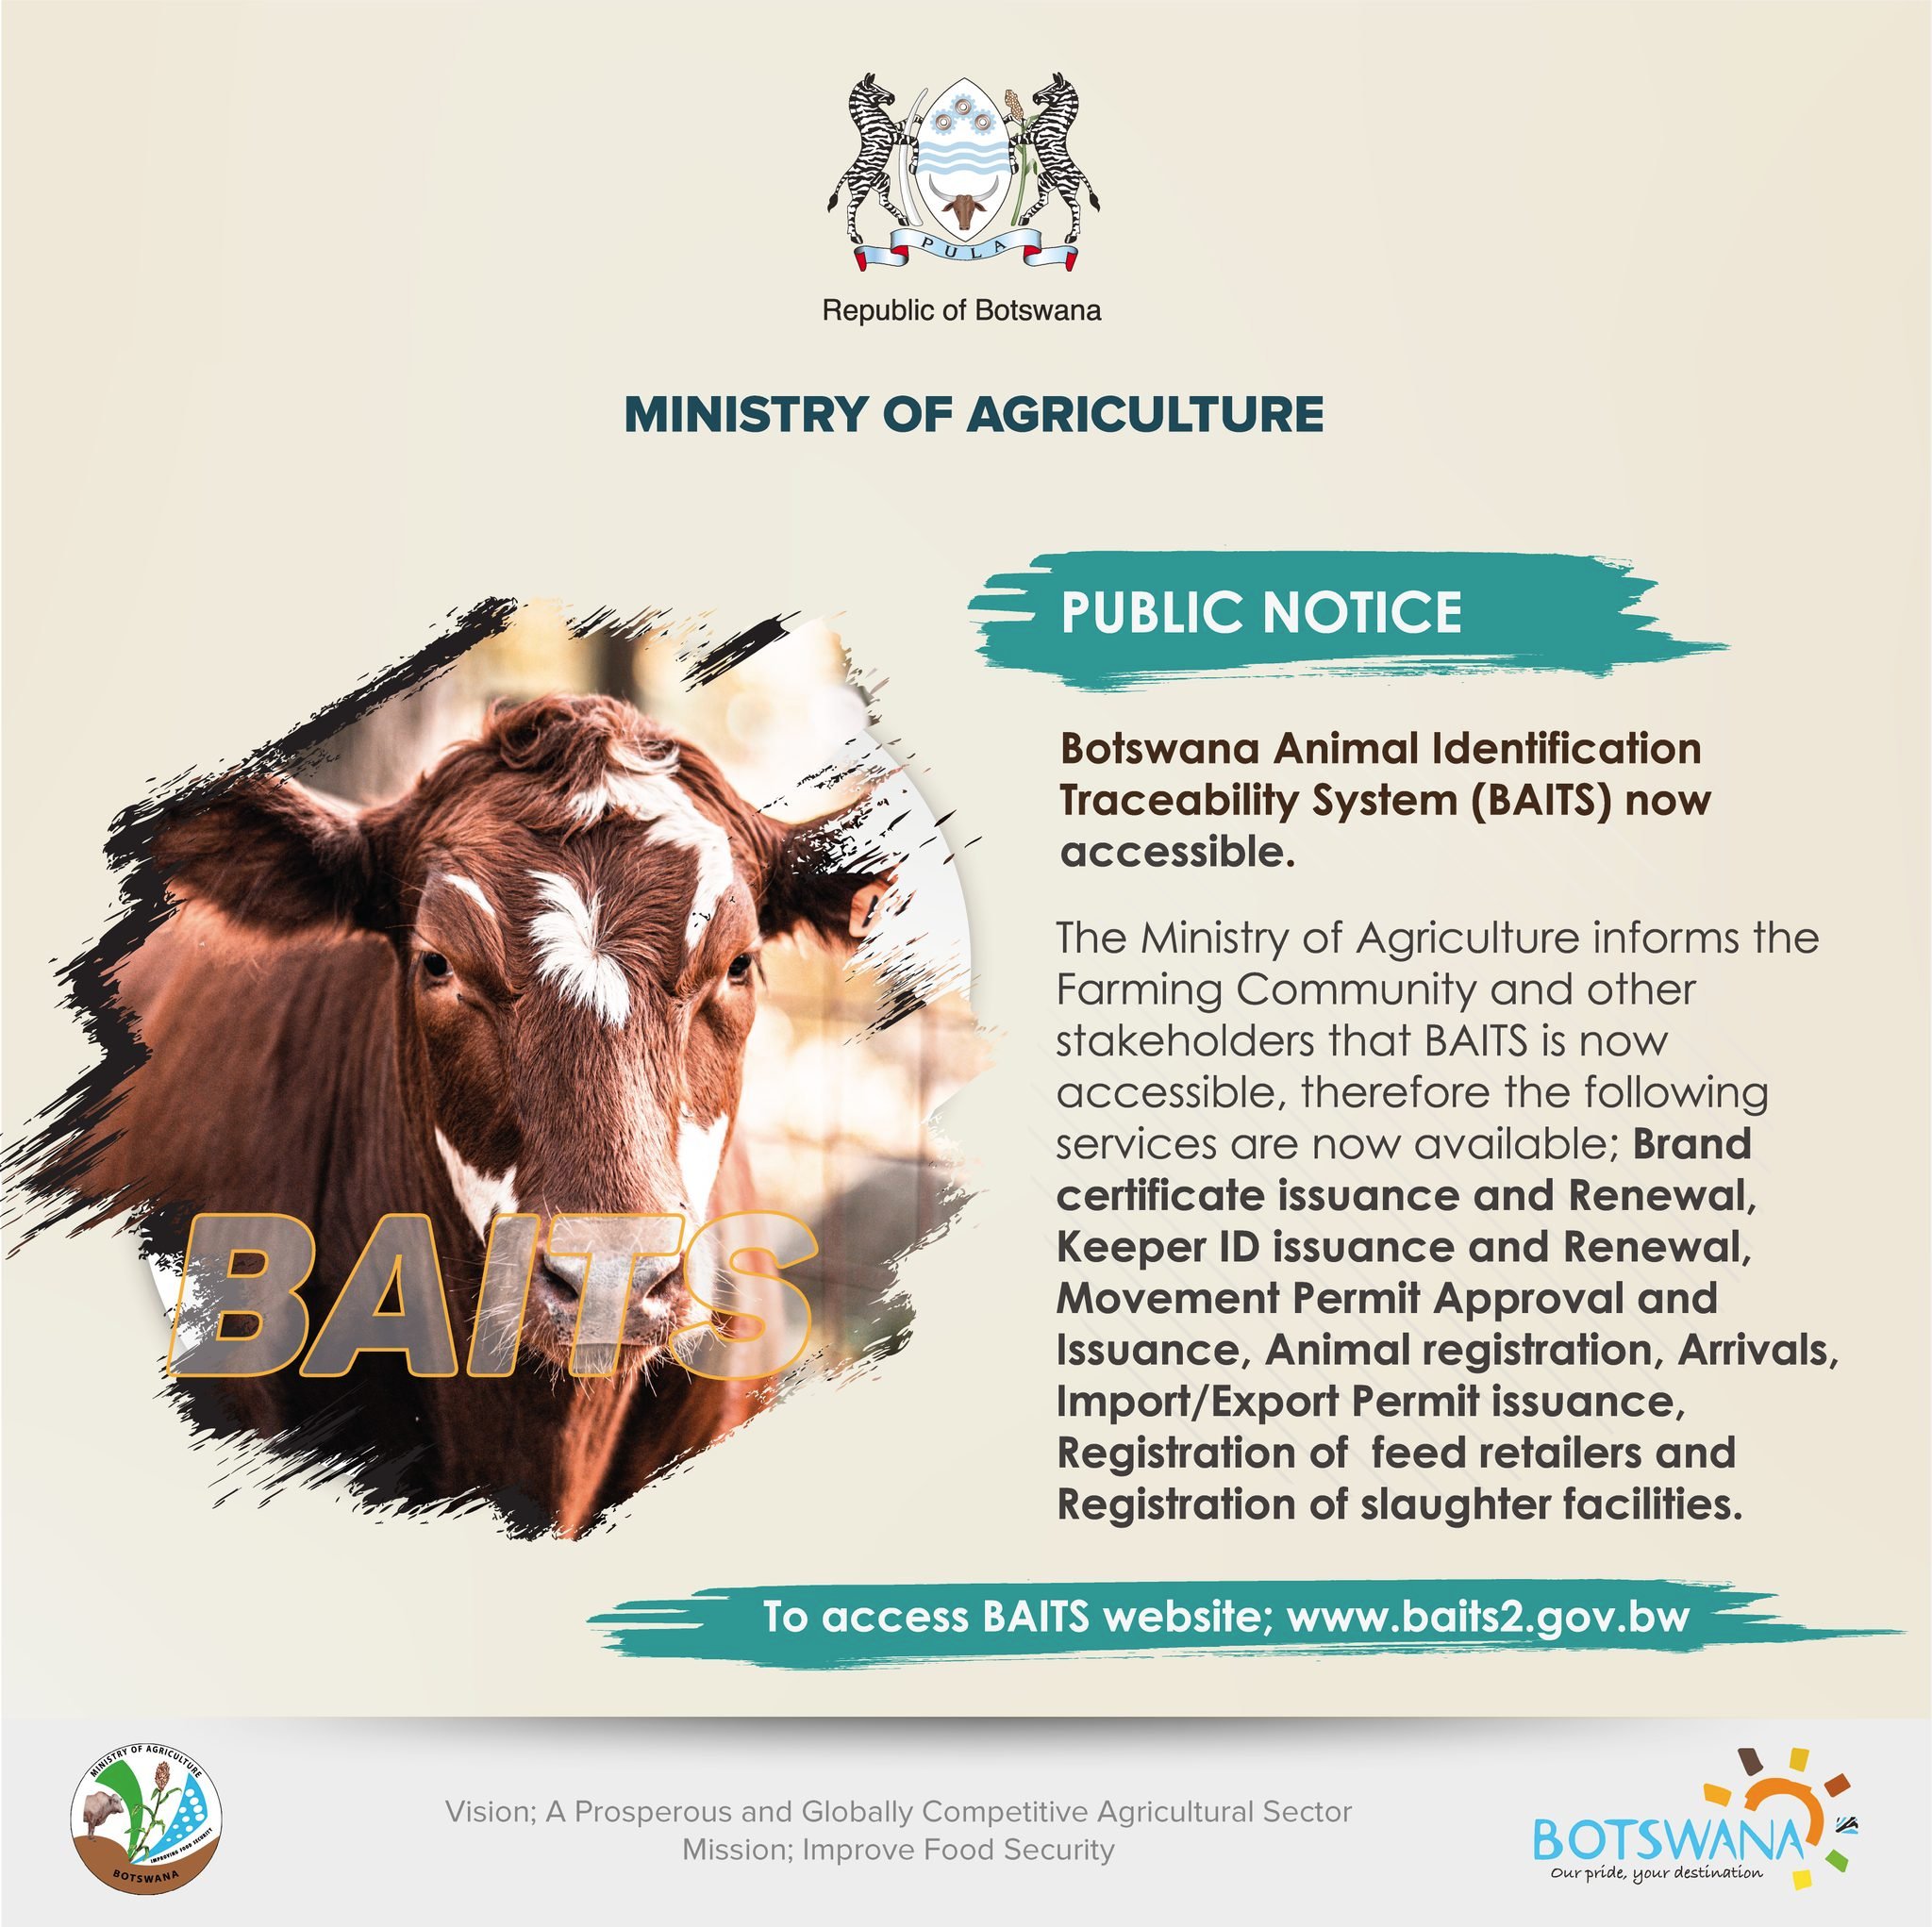 PULA
Republic of Botswana
MINISTRY OF AGRICULTURE
PUBLIC NOTICE
Botswana Animal Identification
Traceability System (BAITS) now
accessible.
The Ministry of Agriculture informs the
Farming Community and other
stakeholders that BAITS is now
accessible, therefore the following
services are now available; Brand
certificate issuance and Renewal,
Keeper ID issuance and Renewal,
Movement Permit Approval and
Issuance, Animal registration, Arrivals,
Import/Export Permit issuance,
Registration of  feed retailers and
Registration of slaughter facilities.
BAITS
To access BAITS website; www.baits2.gov.bw
MINISTRY OF AGRICULTURE
IMPROVING FOOD SECURITY
BOTSWANA
Vision; A Prosperous and Globally Competitive Agricultural Sector
Mission; Improve Food Security
BOTSWANA
Our pride, your destination